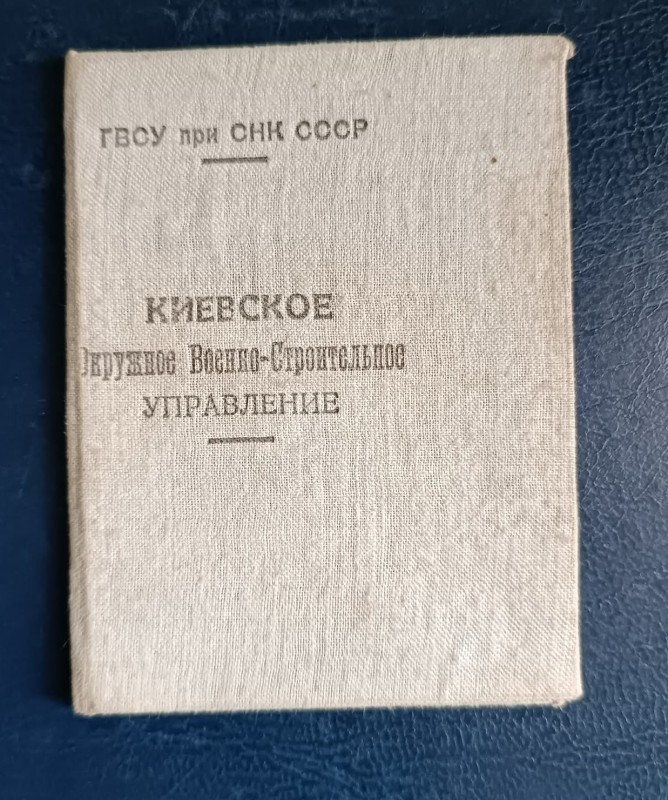 ГВСУ при СНК СССР
КИЕВСКОЕ
Окружное Военно-Строительное
УПРАВЛЕНИЕ